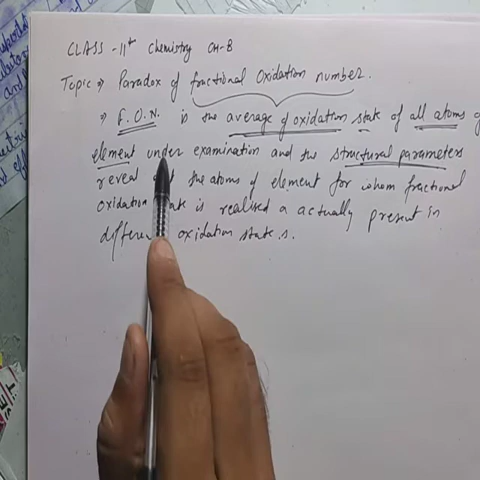 CLASS - 11th Chemistry CH-8
Topic ⇒ Paradox of fractional Oxidation number.
⇒ F.O.N. is the average of oxidation state of all atoms of
element under examination and the structural parameters
reveal the atoms of element for whom fractional
oxidation is realised a actually present in
oxidation state.s.